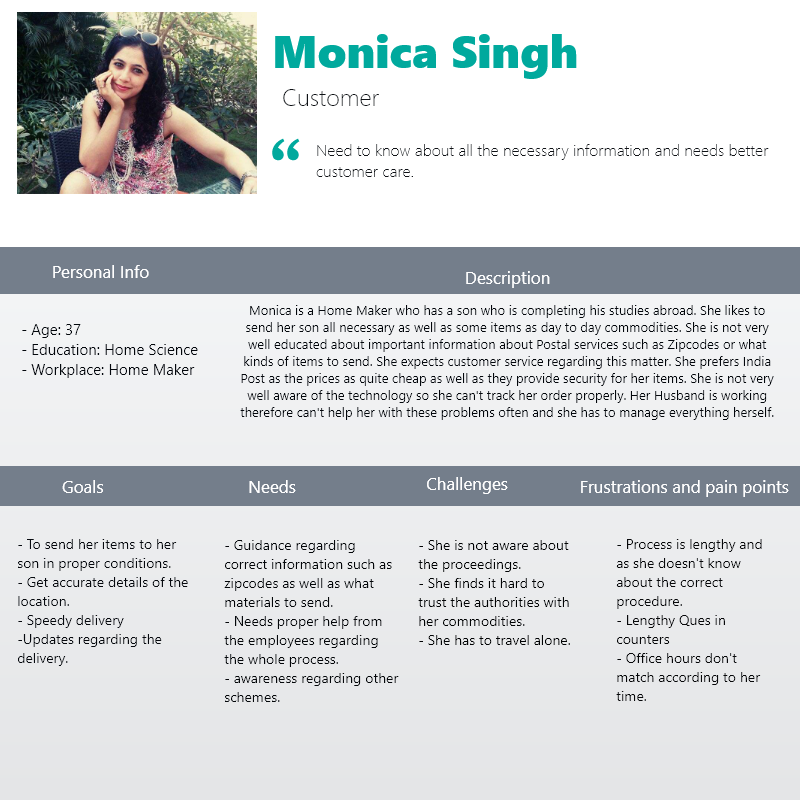 Monica Singh
Customer
“ Need to know about all the necessary information and needs better
customer care.
Personal Info
- Age: 37
- Education: Home Science
- Workplace: Home Maker
Description
Monica is a Home Maker who has a son who is completing his studies abroad. She likes to
send her son all necessary as well as some items as day to day commodities. She is not very
well educated about important information about Postal services such as Zipcodes or what
kinds of items to send. She expects customer service regarding this matter. She prefers India
Post as the prices as quite cheap as well as they provide security for her items. She is not very
well aware of the technology so she can't track her order properly. Her Husband is working
therefore can't help her with these problems often and she has to manage everything herself.
Goals
- To send her items to her
son in proper conditions.
- Get accurate details of the
location.
- Speedy delivery
-Updates regarding the
delivery.
Needs
- Guidance regarding
correct information such as
zipcodes as well as what
materials to send.
- Needs proper help from
the employees regarding
the whole process.
- awareness regarding other
schemes.
Challenges
- She is not aware about
the proceedings.
- She finds it hard to
trust the authorities with
her commodities.
- She has to travel alone.
Frustrations and pain points
- Process is lengthy and
as she doesn't know
about the correct
procedure.
- Lengthy Ques in
counters
- Office hours don't
match according to her
time.